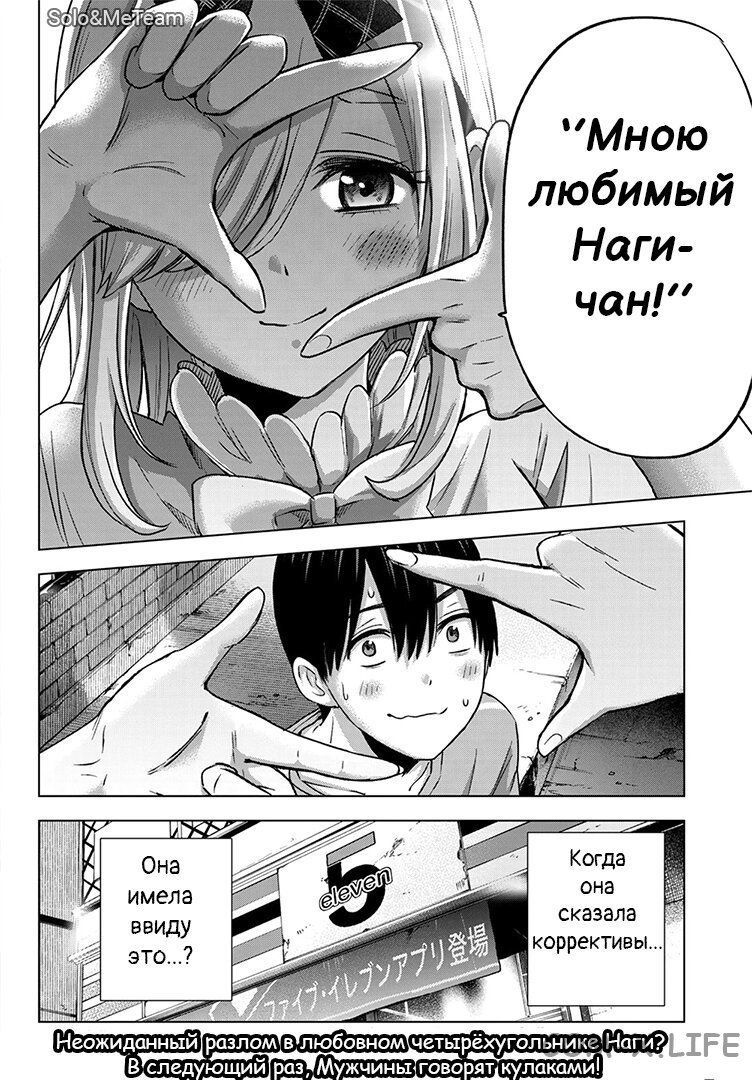 Solo&MeTeam
“Мною
любимый
Наги-
чан!”
Когда
она
сказала
коррективы...
Она
имела
ввиду
это...?
5
eleven
ファイブ・イレブンアプリ登場
Неожиданный разлом в любовном четырёхугольнике Наги?
В следующий раз, Мужчины говорят кулаками!